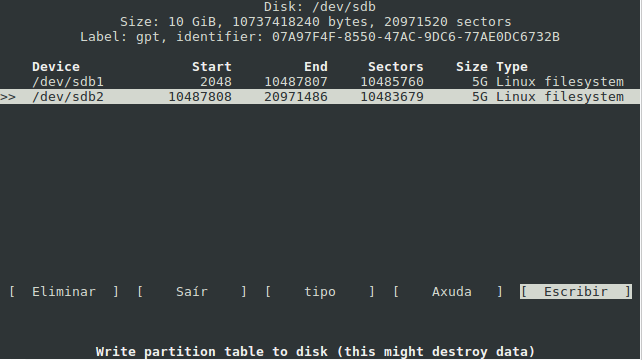 Disk: /dev/sdb
Size: 10 GiB, 10737418240 bytes, 20971520 sectors
Label: gpt, identifier: 07A97F4F-8550-47AC-9DC6-77AE0DC6732B
Device Start End Sectors Size Type
/dev/sdb1 2048 10487807 10485760 5G Linux filesystem
>> /dev/sdb2 10487808 20971486 10483679 5G Linux filesystem
[ Eliminar ] [ Saír ] [ tipo ] [ Axuda ] [ Escribir ]
Write partition table to disk (this might destroy data)